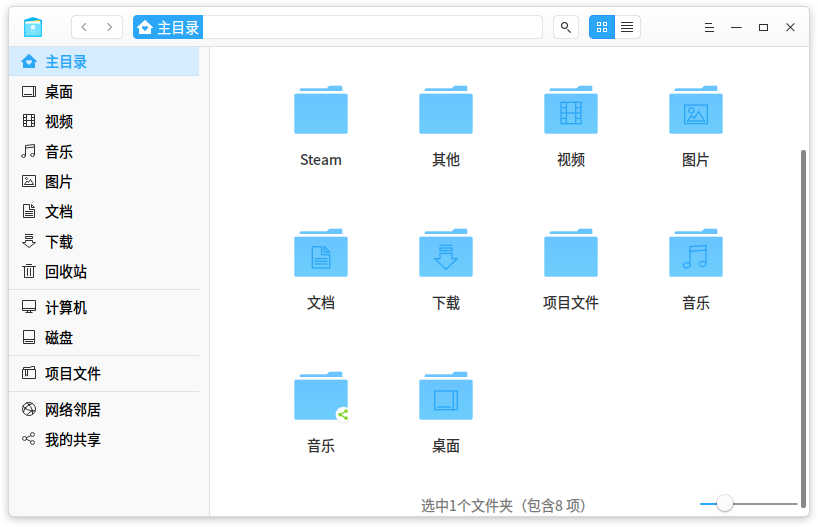 主目录
主目录
桌面
视频
音乐
图片
文档
下载
回收站
计算机
磁盘
项目文件
网络邻居
我的共享
Steam
其他
视频
图片
文档
下载
项目文件
音乐
音乐
桌面
选中1个文件夹（包含8 项）